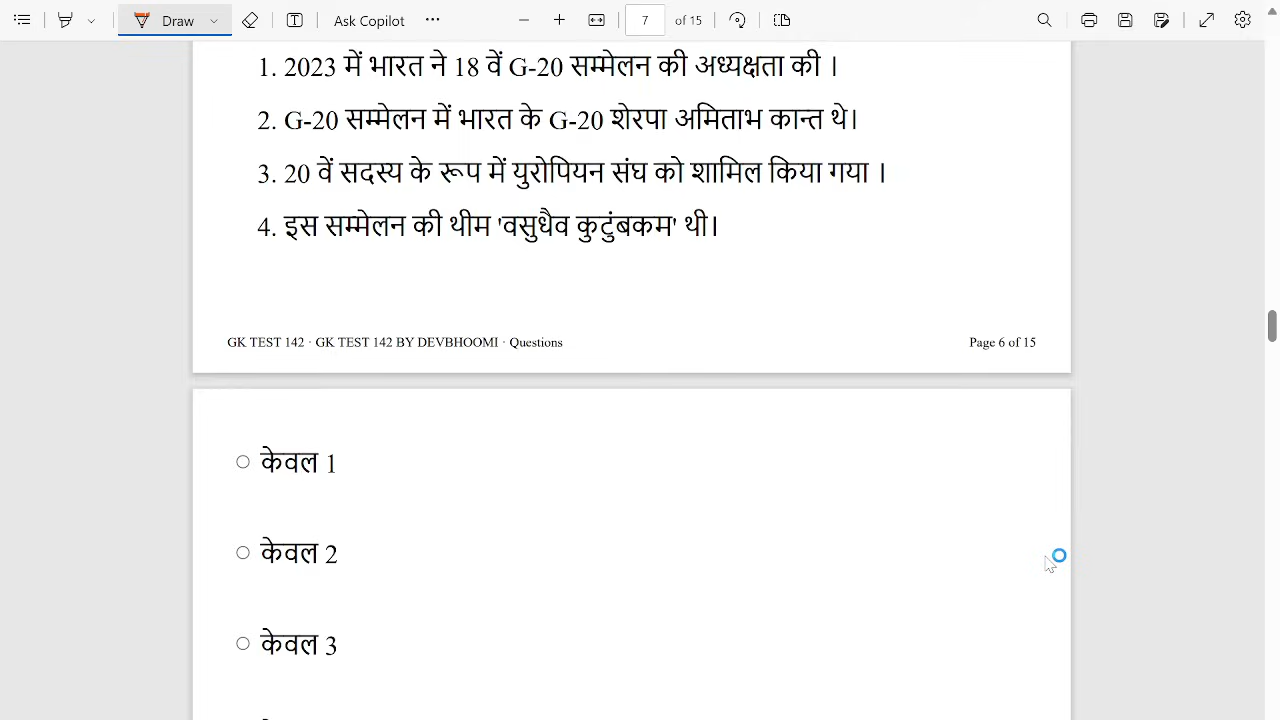 Draw
Ask Copilot
7 of 15
1. 2023 में भारत ने 18 वें G-20 सम्मेलन की अध्यक्षता की ।
2. G-20 सम्मेलन में भारत के G-20 शेरपा अमिताभ कान्त थे।
3. 20 वें सदस्य के रूप में युरोपियन संघ को शामिल किया गया ।
4. इस सम्मेलन की थीम 'वसुधैव कुटुंबकम' थी।
GK TEST 142 · GK TEST 142 BY DEVBHOOMI · Questions Page 6 of 15
केवल 1
केवल 2
केवल 3